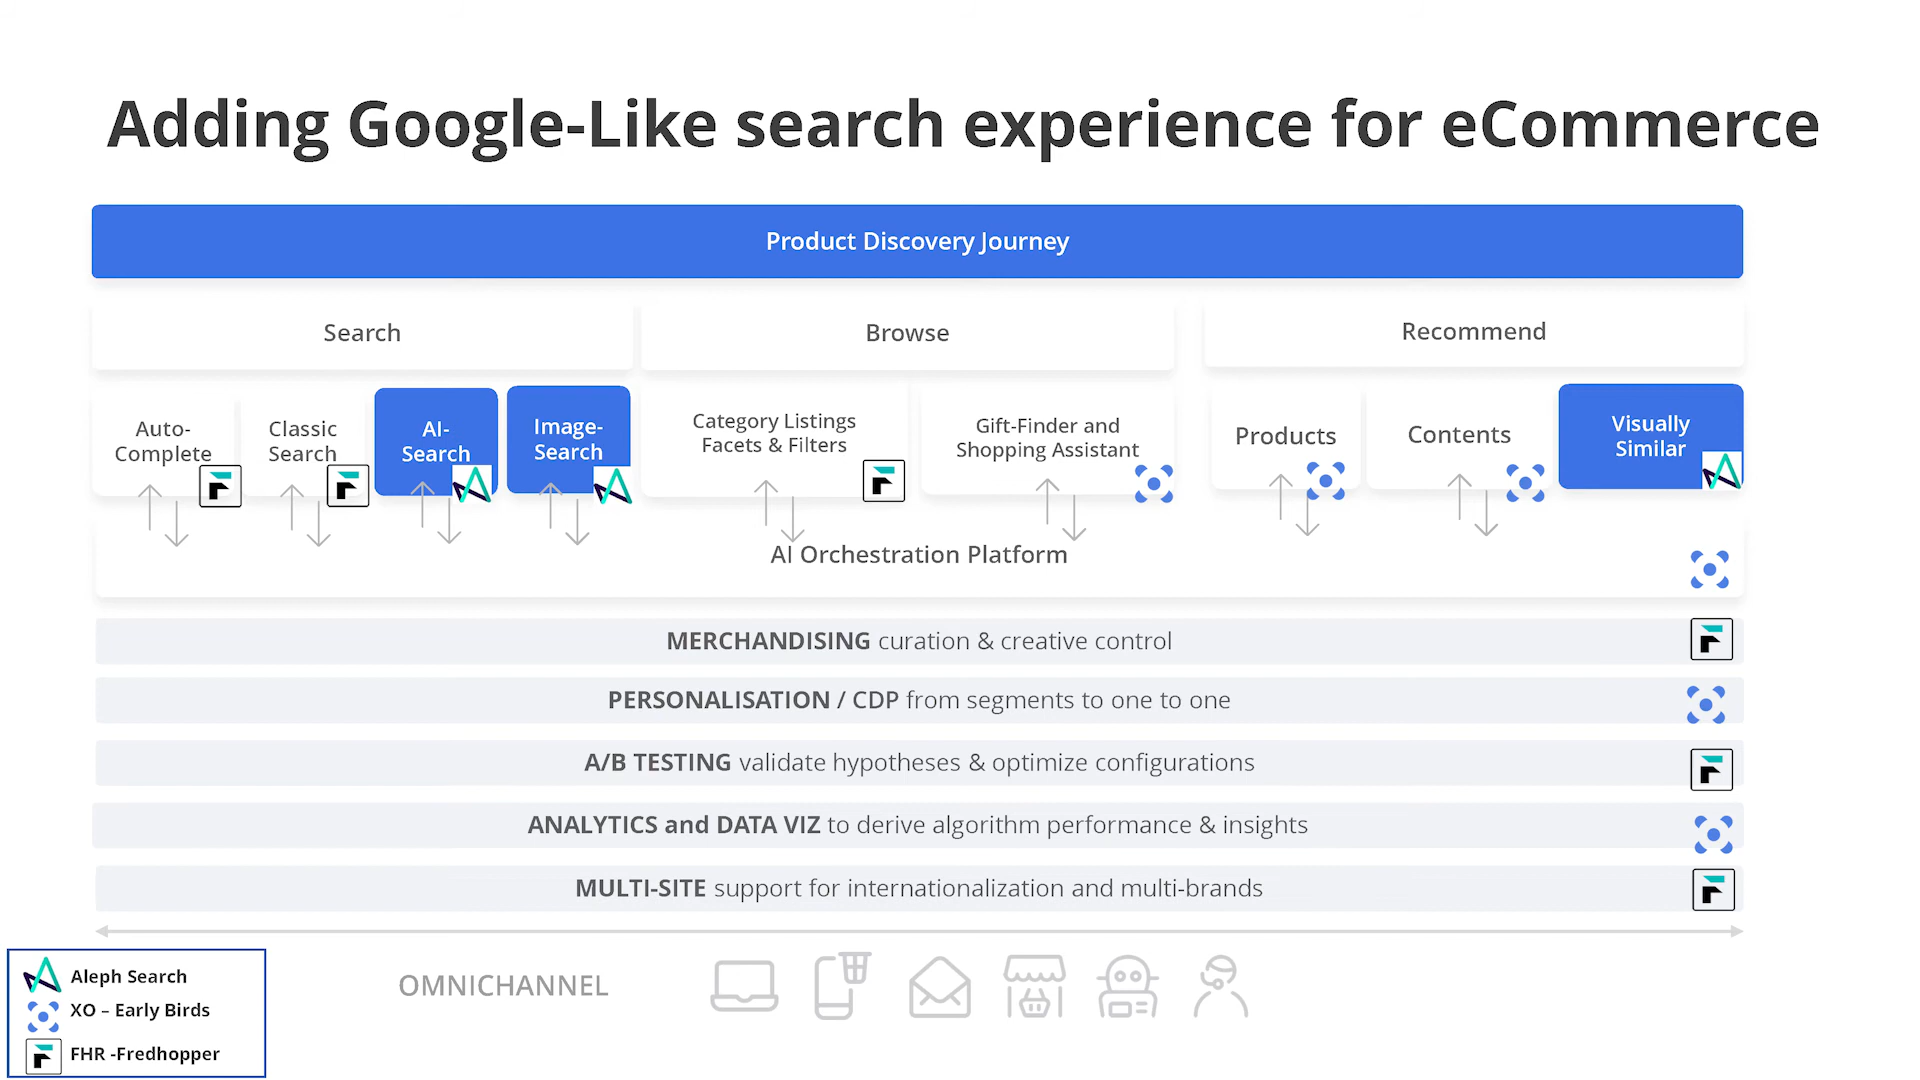 Adding Google-Like search experience for eCommerce
Product Discovery Journey
Search
Browse
Recommend
Auto-
Complete
Classic
Search
AI-
Search
Image-
Search
Category Listings
Facets & Filters
Gift-Finder and
Shopping Assistant
Products
Contents
Visually
Similar
AI Orchestration Platform
MERCHANDISING curation & creative control
PERSONALISATION / CDP from segments to one to one
A/B TESTING validate hypotheses & optimize configurations
ANALYTICS and DATA VIZ to derive algorithm performance & insights
MULTI-SITE support for internationalization and multi-brands
OMNICHANNEL
Aleph Search
XO – Early Birds
FHR -Fredhopper